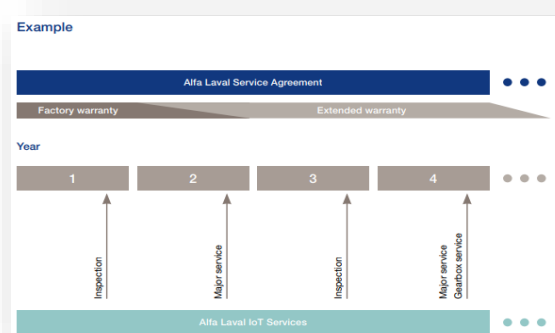 Example
Alfa Laval Service Agreement
Factory warranty
Extended warranty
Year
1
2
3
4
Inspection
Major service
Inspection
Major service
Gearbox service
Alfa Laval IoT Services